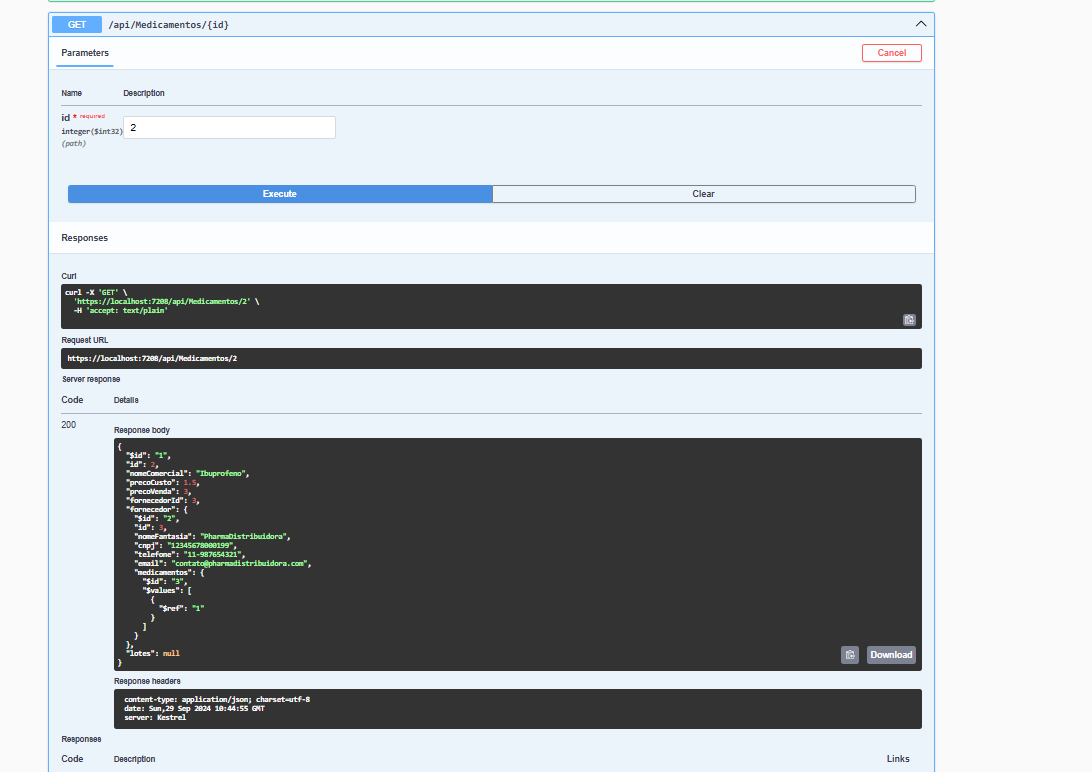 GET /api/Medicamentos/{id}
Parameters Cancel
Name Description
id * required
integer($int32)
(path)
2
Execute Clear
Responses
Curl
curl -X 'GET' \
  'https://localhost:7208/api/Medicamentos/2' \
  -H 'accept: text/plain'
Request URL
https://localhost:7208/api/Medicamentos/2
Server response
Code Details
200
Response body
{
  "$id": "1",
  "id": 2,
  "nomeComercial": "Ibuprofeno",
  "precoCusto": 1.5,
  "precoVenda": 3,
  "fornecedorId": 3,
  "fornecedor": {
    "$id": "2",
    "id": 3,
    "nomeFantasia": "PharmaDistribuidora",
    "cnpj": "12345678000199",
    "telefone": "11-987654321",
    "email": "contato@pharmadistribuidora.com",
    "medicamentos": {
      "$id": "3",
      "$values": [
        {
          "$ref": "1"
        }
      ]
    }
  },
  "lotes": null
}
Download
Response headers
content-type: application/json; charset=utf-8
date: Sun,29 Sep 2024 10:44:55 GMT
server: Kestrel
Responses
Code Description Links